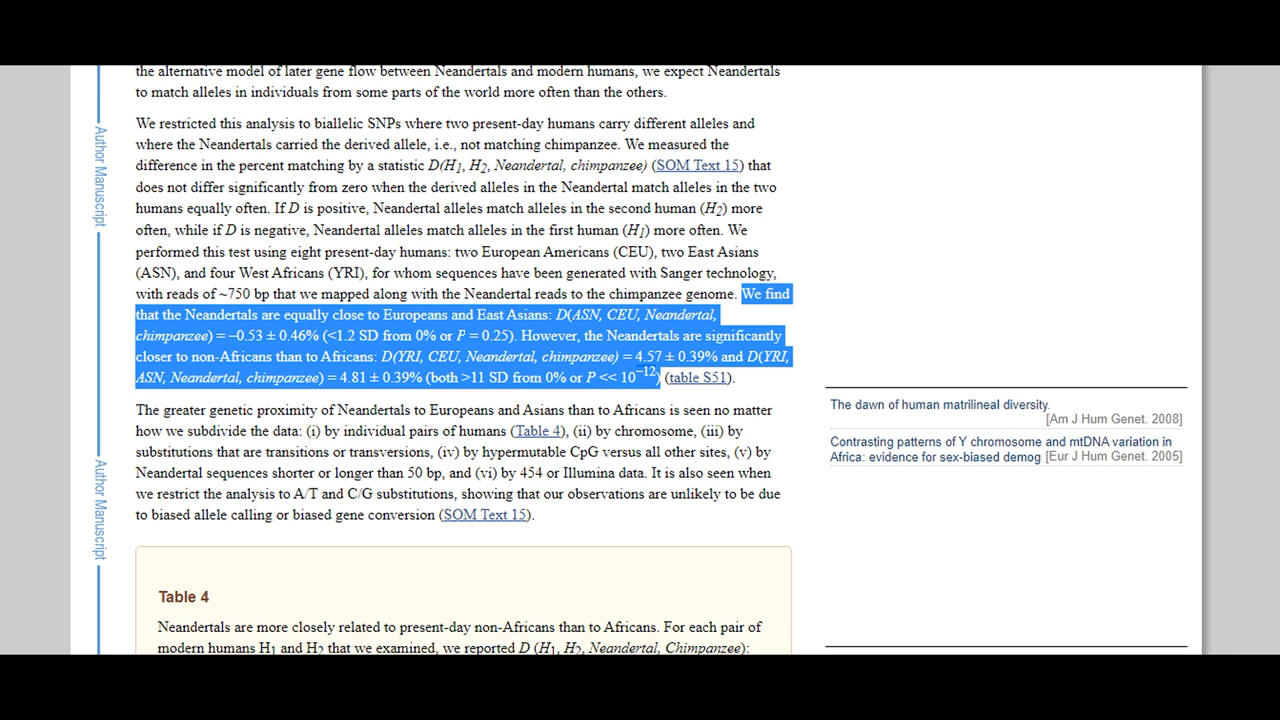 the alternative model of later gene flow between Neandertals and modern humans, we expect Neandertals
to match alleles in individuals from some parts of the world more often than the others.
We restricted this analysis to biallelic SNPs where two present-day humans carry different alleles and
where the Neandertals carried the derived allele, i.e., not matching chimpanzee. We measured the
difference in the percent matching by a statistic D(H1, H2, Neandertal, chimpanzee) (SOM Text 15) that
does not differ significantly from zero when the derived alleles in the Neandertal match alleles in the two
humans equally often. If D is positive, Neandertal alleles match alleles in the second human (H2) more
often, while if D is negative, Neandertal alleles match alleles in the first human (H1) more often. We
performed this test using eight present-day humans: two European Americans (CEU), two East Asians
(ASN), and four West Africans (YRI), for whom sequences have been generated with Sanger technology,
with reads of ~750 bp that we mapped along with the Neandertal reads to the chimpanzee genome. We find
that the Neandertals are equally close to Europeans and East Asians: D(ASN, CEU, Neandertal,
chimpanzee) = −0.53 ± 0.46% (<1.2 SD from 0% or P = 0.25). However, the Neandertals are significantly
closer to non-Africans than to Africans: D(YRI, CEU, Neandertal, chimpanzee) = 4.57 ± 0.39% and D(YRI,
ASN, Neandertal, chimpanzee) = 4.81 ± 0.39% (both >11 SD from 0% or P << 10−12) (table S51).
The greater genetic proximity of Neandertals to Europeans and Asians than to Africans is seen no matter
how we subdivide the data: (i) by individual pairs of humans (Table 4), (ii) by chromosome, (iii) by
substitutions that are transitions or transversions, (iv) by hypermutable CpG versus all other sites, (v) by
Neandertal sequences shorter or longer than 50 bp, and (vi) by 454 or Illumina data. It is also seen when
we restrict the analysis to A/T and C/G substitutions, showing that our observations are unlikely to be due
to biased allele calling or biased gene conversion (SOM Text 15).
Table 4
Neandertals are more closely related to present-day non-Africans than to Africans. For each pair of
modern humans H1 and H2 that we examined, we reported D (H1, H2, Neandertal, Chimpanzee):
Author Manuscript
Author Manuscript
The dawn of human matrilineal diversity.
[Am J Hum Genet. 2008]
Contrasting patterns of Y chromosome and mtDNA variation in
Africa: evidence for sex-biased demog [Eur J Hum Genet. 2005]